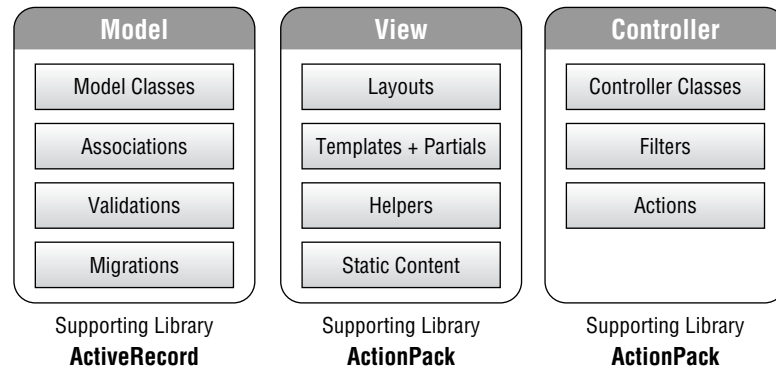 Model
Model Classes
Associations
Validations
Migrations
Supporting Library
ActiveRecord
View
Layouts
Templates + Partials
Helpers
Static Content
Supporting Library
ActionPack
Controller
Controller Classes
Filters
Actions
Supporting Library
ActionPack